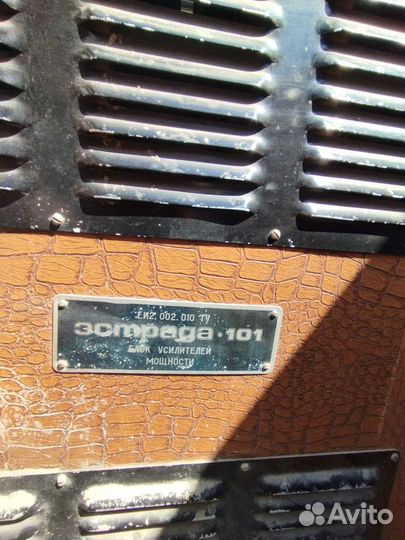 ЕИ2.002.010 ТУ
эстрада·101
БЛОК УСИЛИТЕЛЕЙ
МОЩНОСТИ
Avito